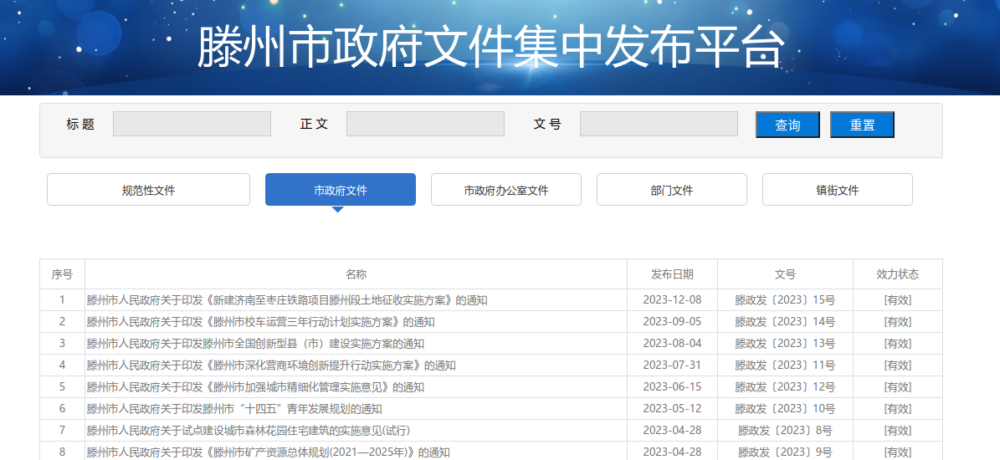 滕州市政府文件集中发布平台
标 题 正 文 文 号 查询 重置
规范性文件 市政府文件 市政府办公室文件 部门文件 镇街文件
序号 名称 发布日期 文号 效力状态
1 滕州市人民政府关于印发《新建济南至枣庄铁路项目滕州段土地征收实施方案》的通知 2023-12-08 滕政发〔2023〕15号 [有效]
2 滕州市人民政府关于印发《滕州市校车运营三年行动计划实施方案》的通知 2023-09-05 滕政发〔2023〕14号 [有效]
3 滕州市人民政府关于印发滕州市全国创新型县（市）建设实施方案的通知 2023-08-04 滕政发〔2023〕13号 [有效]
4 滕州市人民政府关于印发《滕州市深化营商环境创新提升行动实施方案》的通知 2023-07-31 滕政发〔2023〕11号 [有效]
5 滕州市人民政府关于印发《滕州市加强城市精细化管理实施意见》的通知 2023-06-15 滕政发〔2023〕12号 [有效]
6 滕州市人民政府关于印发滕州市“十四五”青年发展规划的通知 2023-05-12 滕政发〔2023〕10号 [有效]
7 滕州市人民政府关于试点建设城市森林花园住宅建筑的实施意见(试行) 2023-04-28 滕政发〔2023〕8号 [有效]
8 滕州市人民政府关于印发《滕州市矿产资源总体规划(2021—2025年)》的通知 2023-04-28 滕政发〔2023〕9号 [有效]